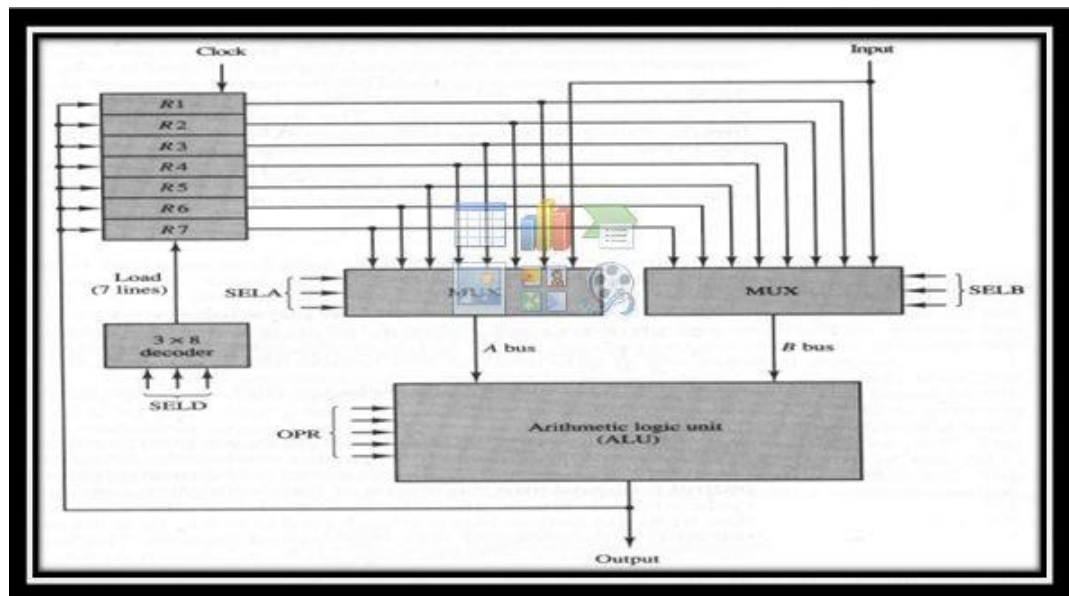 Clock
Input
R1
R2
R3
R4
R5
R6
R7
Load
(7 lines)
SELA
MUX
MUX
SELB
3 × 8
decoder
A bus
B bus
SELD
OPR
Arithmetic logic unit
(ALU)
Output